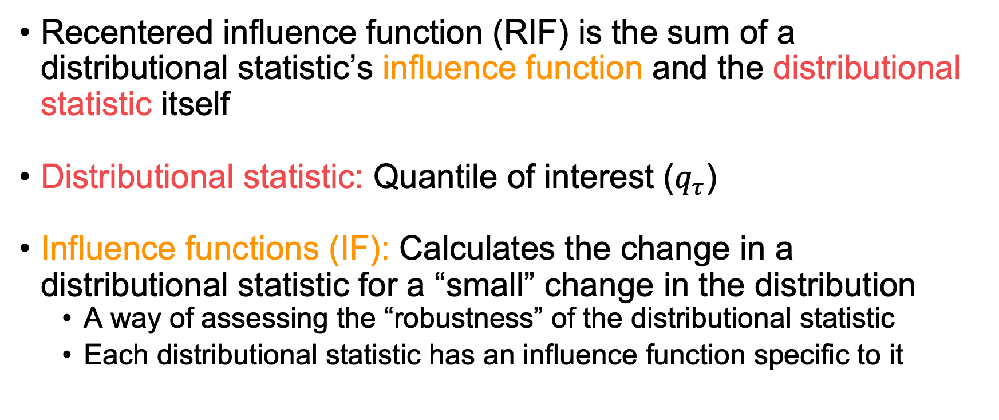 • Recentered influence function (RIF) is the sum of a
distributional statistic’s influence function and the distributional
statistic itself
• Distributional statistic: Quantile of interest (𝑞𝜏)
• Influence functions (IF): Calculates the change in a
distributional statistic for a “small” change in the distribution
• A way of assessing the “robustness” of the distributional statistic
• Each distributional statistic has an influence function specific to it